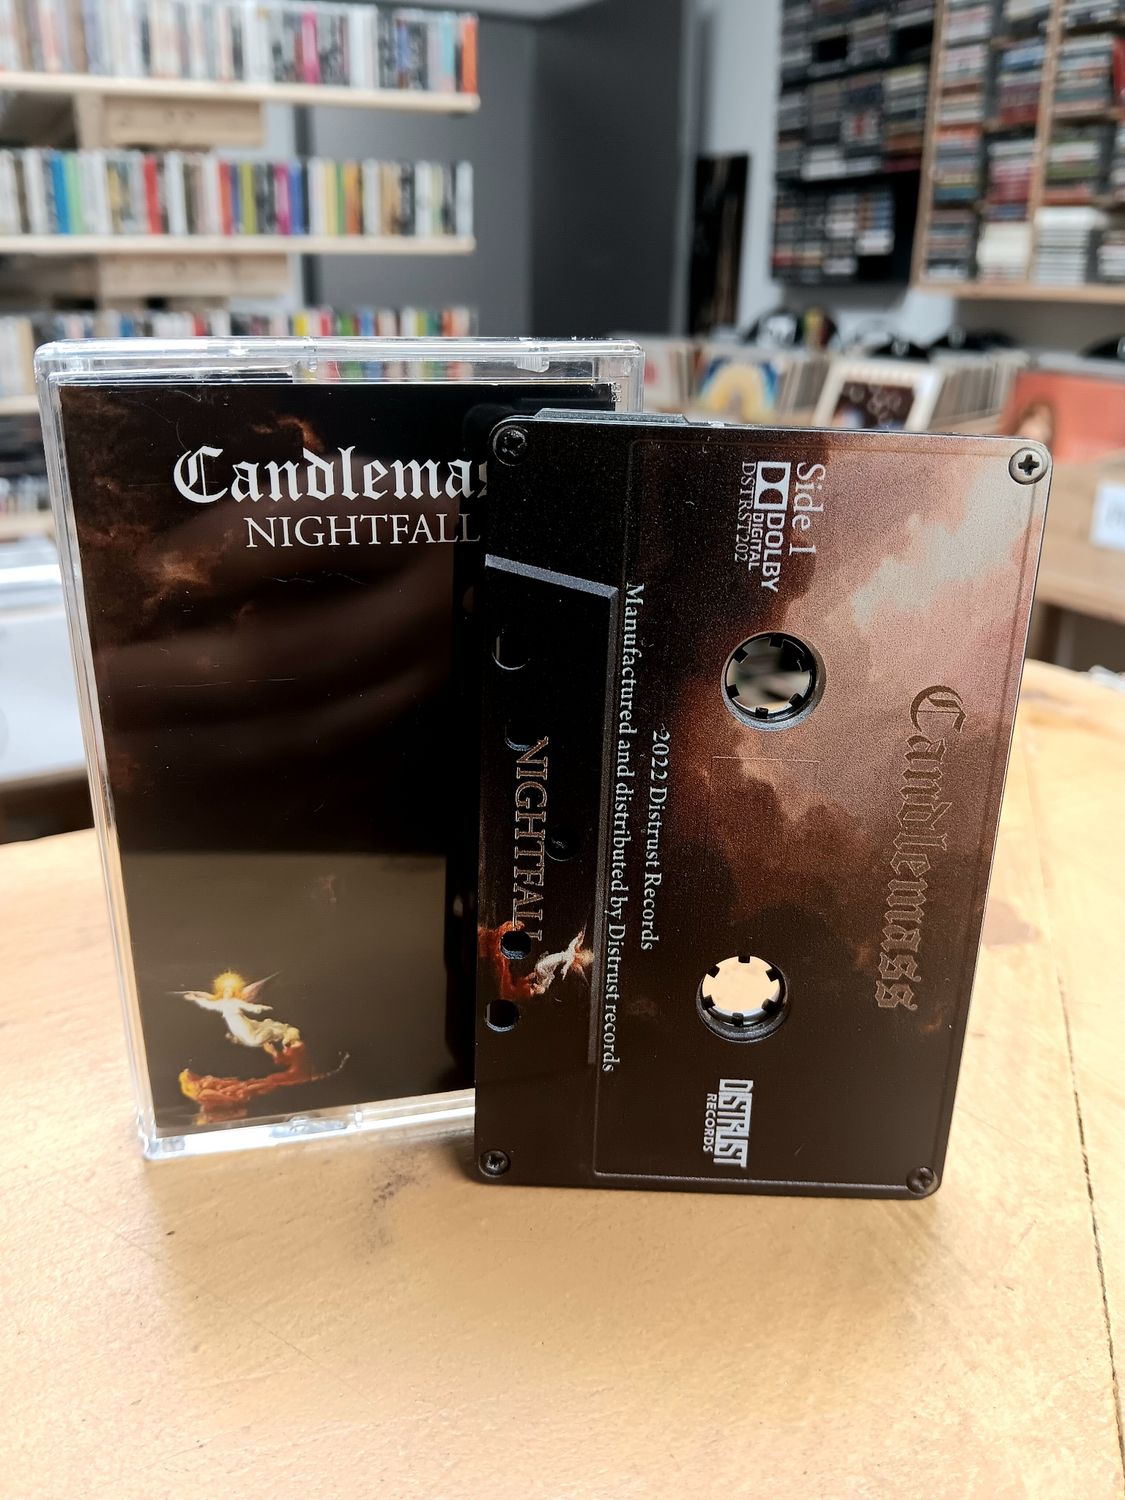 Candlemas
NIGHTFALL
Side 1
DOLBY
DIGITAL
DSTRST202
Candlemass
2022 Distrust Records
Manufactured and distributed by Distrust records
NIGHTFALL
DISTRUST
RECORDS